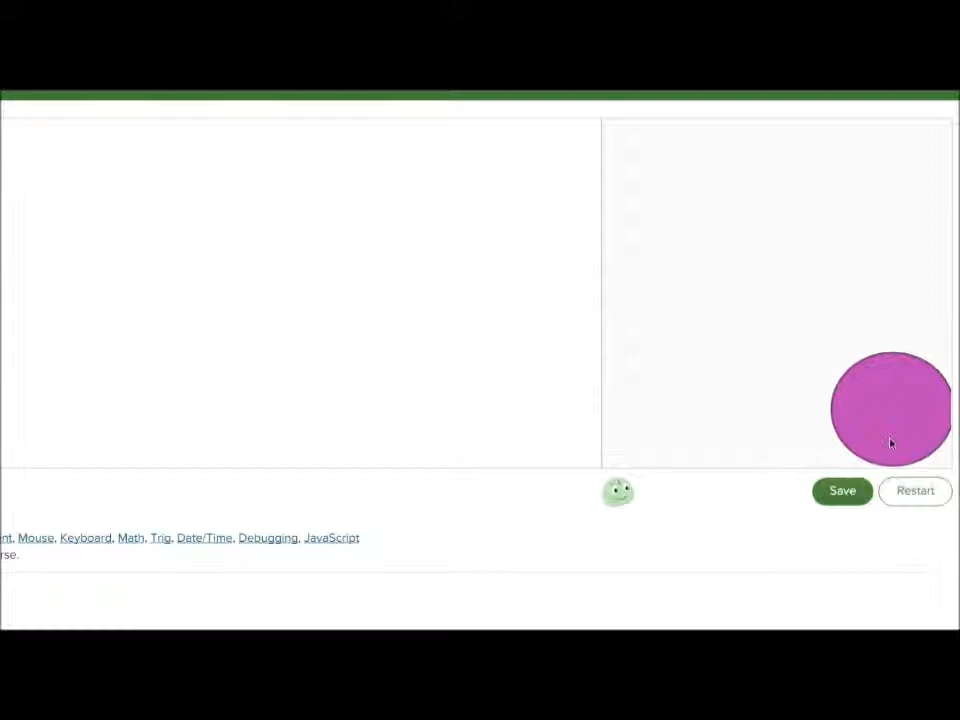 Save
Restart
nt, Mouse, Keyboard, Math, Trig, Date/Time, Debugging, JavaScript
rse.